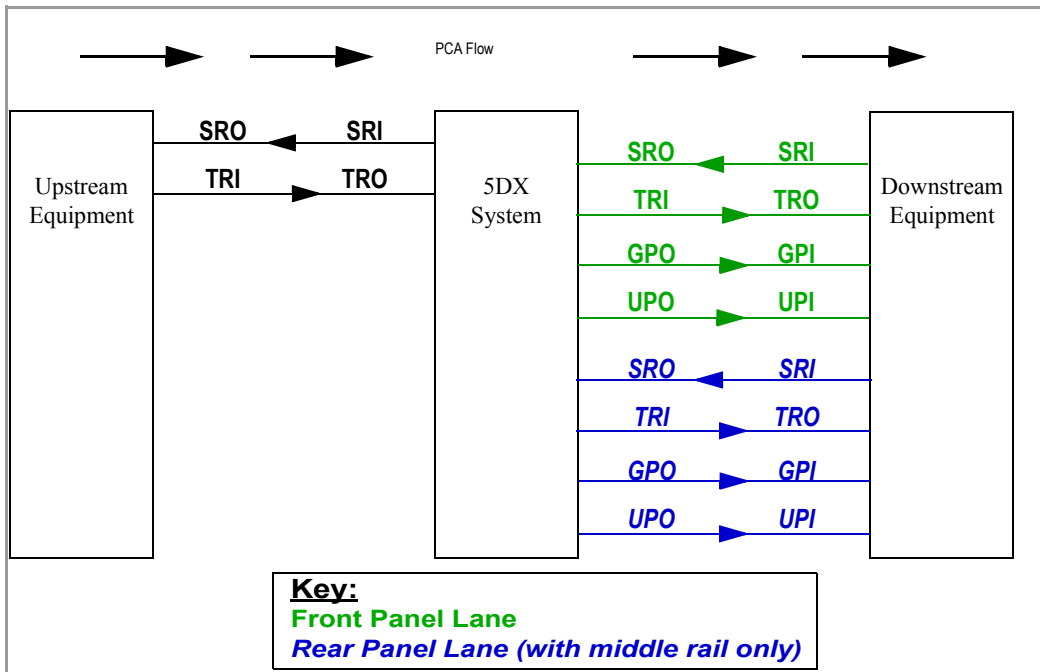 PCA Flow
SRO SRI
TRI TRO
Upstream
Equipment
5DX
System
SRO SRI
TRI TRO
GPO GPI
UPO UPI
SRO SRI
TRI TRO
GPO GPI
UPO UPI
Downstream
Equipment
Key:
Front Panel Lane
Rear Panel Lane (with middle rail only)